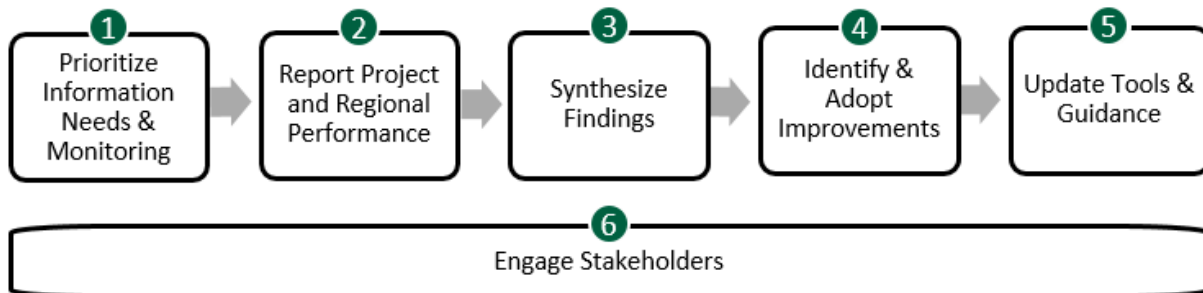 1
Prioritize
Information
Needs &
Monitoring
2
Report Project
and Regional
Performance
3
Synthesize
Findings
4
Identify &
Adopt
Improvements
5
Update Tools &
Guidance
6
Engage Stakeholders